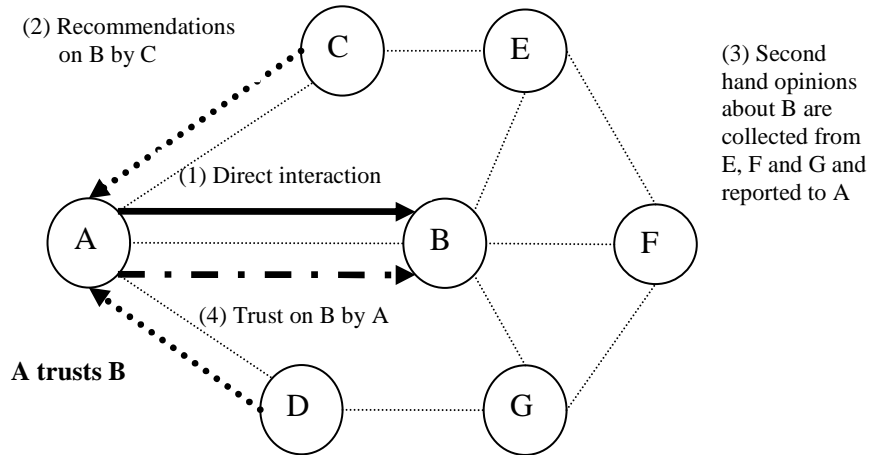 (2) Recommendations
on B by C
C
E
(3) Second
hand opinions
about B are
collected from
E, F and G and
reported to A
(1) Direct interaction
A
B
F
(4) Trust on B by A
A trusts B
D
G